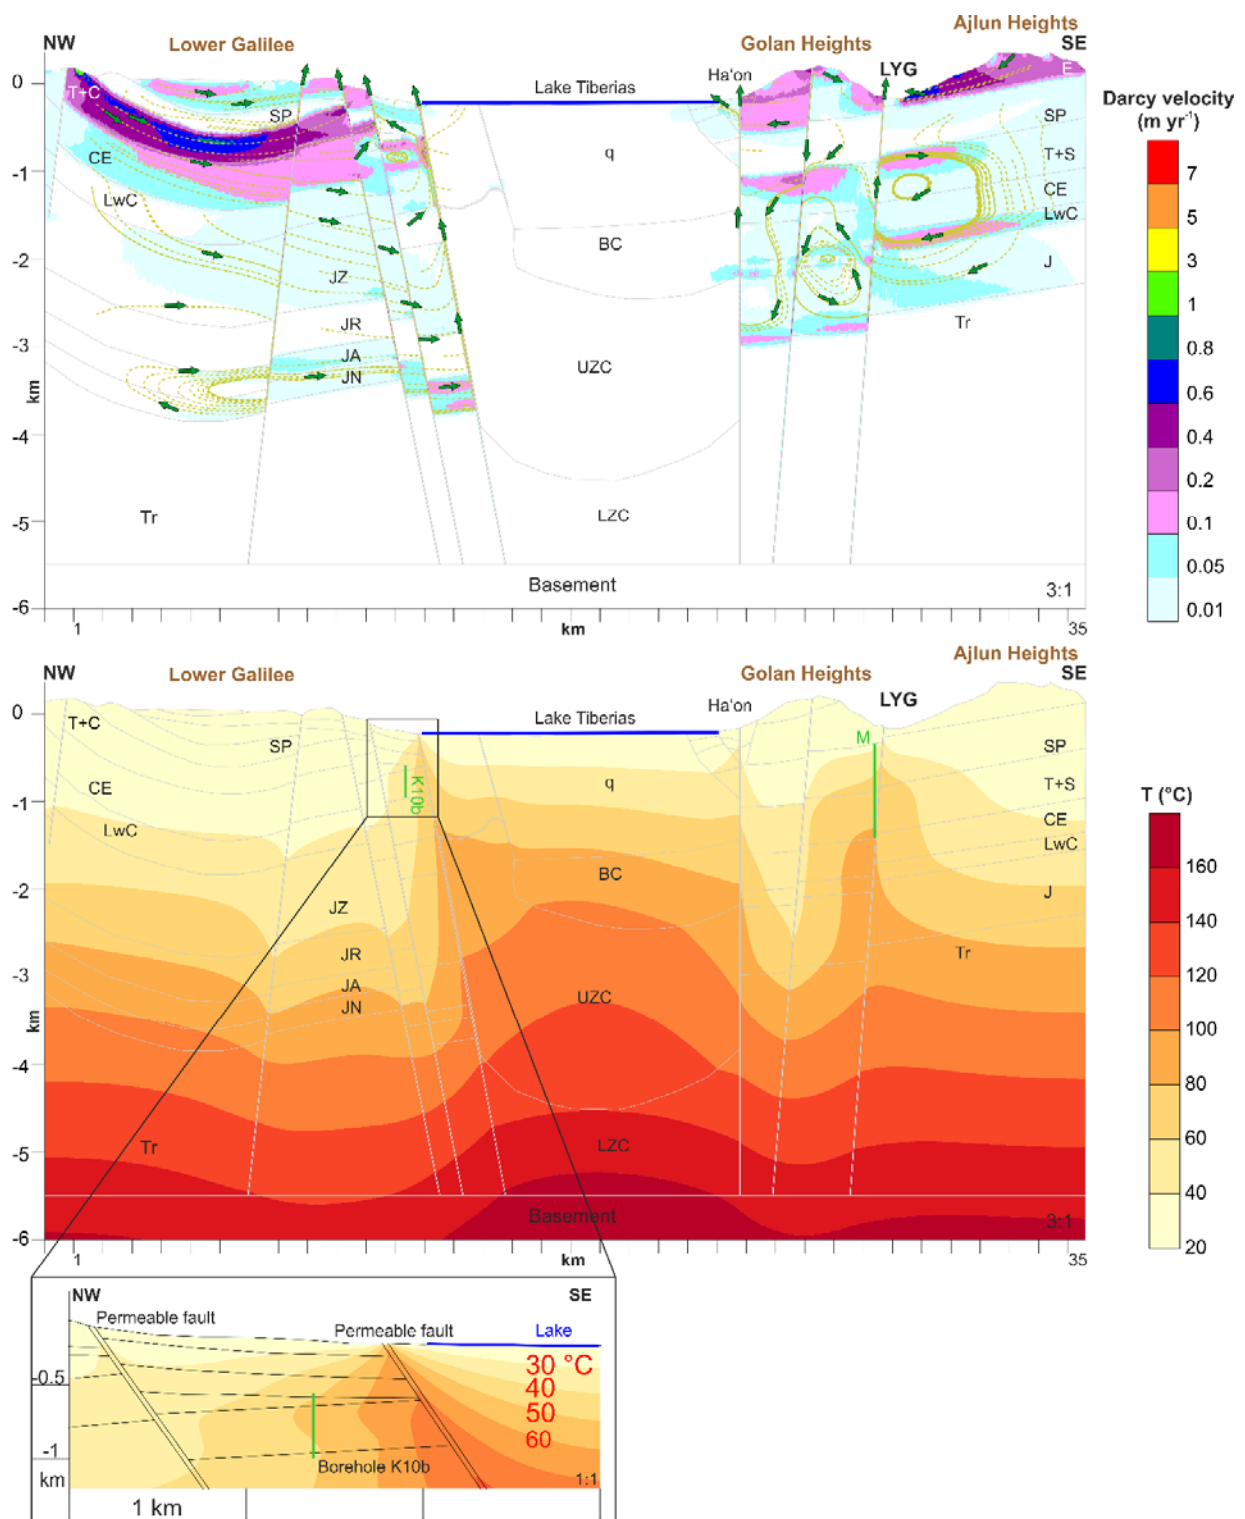 Ajlun Heights
NW Lower Galilee Golan Heights SE
Ha'on LYG
0 T+C Lake Tiberias E
SP SP
Darcy velocity
(m yr⁻¹)
CE q T+S
-1 CE
LwC LwC
BC
-2 JZ J
JR Tr
-3 JA
JN UZC
km
-4
Tr LZC
-5
Basement 3:1
-6
1 km 35
7
5
3
1
0.8
0.6
0.4
0.2
0.1
0.05
0.01
Ajlun Heights
NW Lower Galilee Golan Heights SE
Ha'on LYG
0 T+C Lake Tiberias
SP M SP
CE K10b q T+S
-1 CE
LwC LwC
BC
-2 JZ J
JR Tr
-3 JA UZC
JN
km
-4
Tr LZC
-5
Basement 3:1
-6
1 km 35
T (°C)
160
140
120
100
80
60
40
20
NW SE
Permeable fault Permeable fault Lake
30 °C
-0.5 40
50
60
-1
km Borehole K10b 1:1
1 km